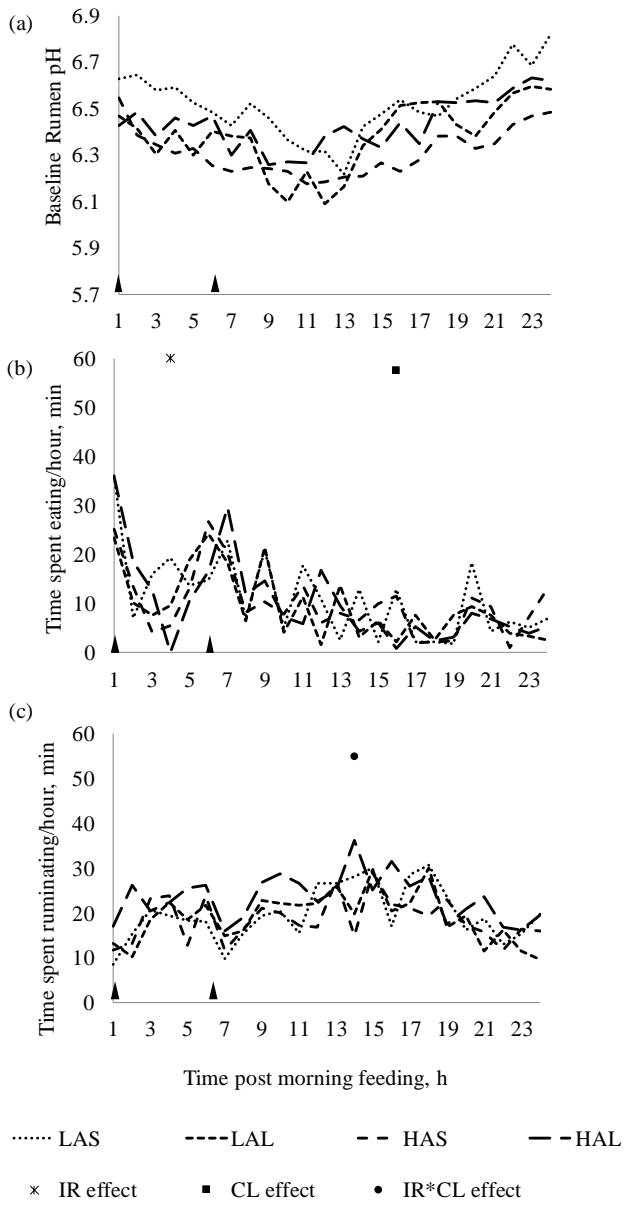 (a)
Baseline Rumen pH
6.9
6.7
6.5
6.3
6.1
5.9
5.7
1 3 5 7 9 11 13 15 17 19 21 23
(b)
Time spent eating/hour, min
60
50
40
30
20
10
0
1 3 5 7 9 11 13 15 17 19 21 23
(c)
Time spent ruminating/hour, min
60
50
40
30
20
10
0
1 3 5 7 9 11 13 15 17 19 21 23
Time post morning feeding, h
LAS LAL HAS HAL
IR effect CL effect IR*CL effect